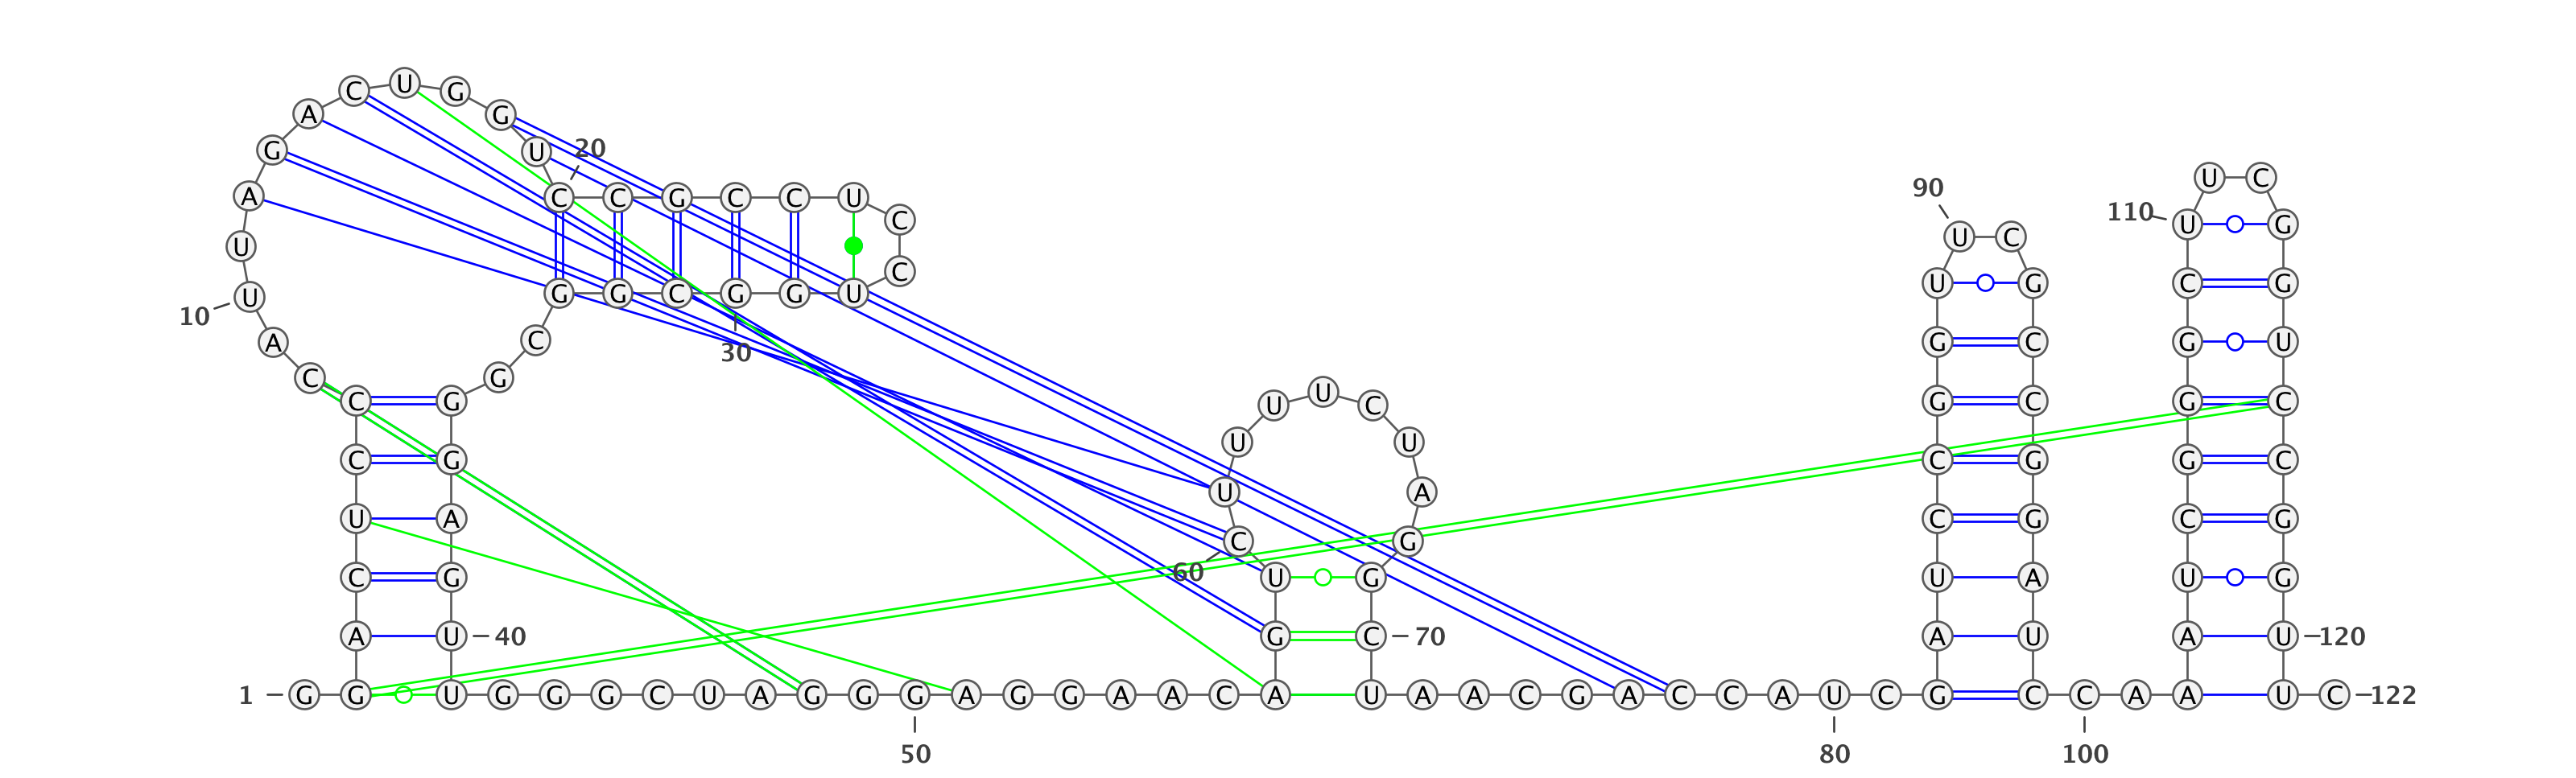 1 G G A C U C C C A U
10
U A G A C U G G U C
20
C G C C U C C U G G
30
C G G C G G G A G U
40
U G G G C U A G G G
50
A G G A A C A G U C
60
U U U U C U A G G C
70
U A A C G A C C A U
80
C G A U C C G G U U
90
C G C C G G A U C C
100
A A A U C G G G C U
110
U C G G U C C G G U
120
U C
122